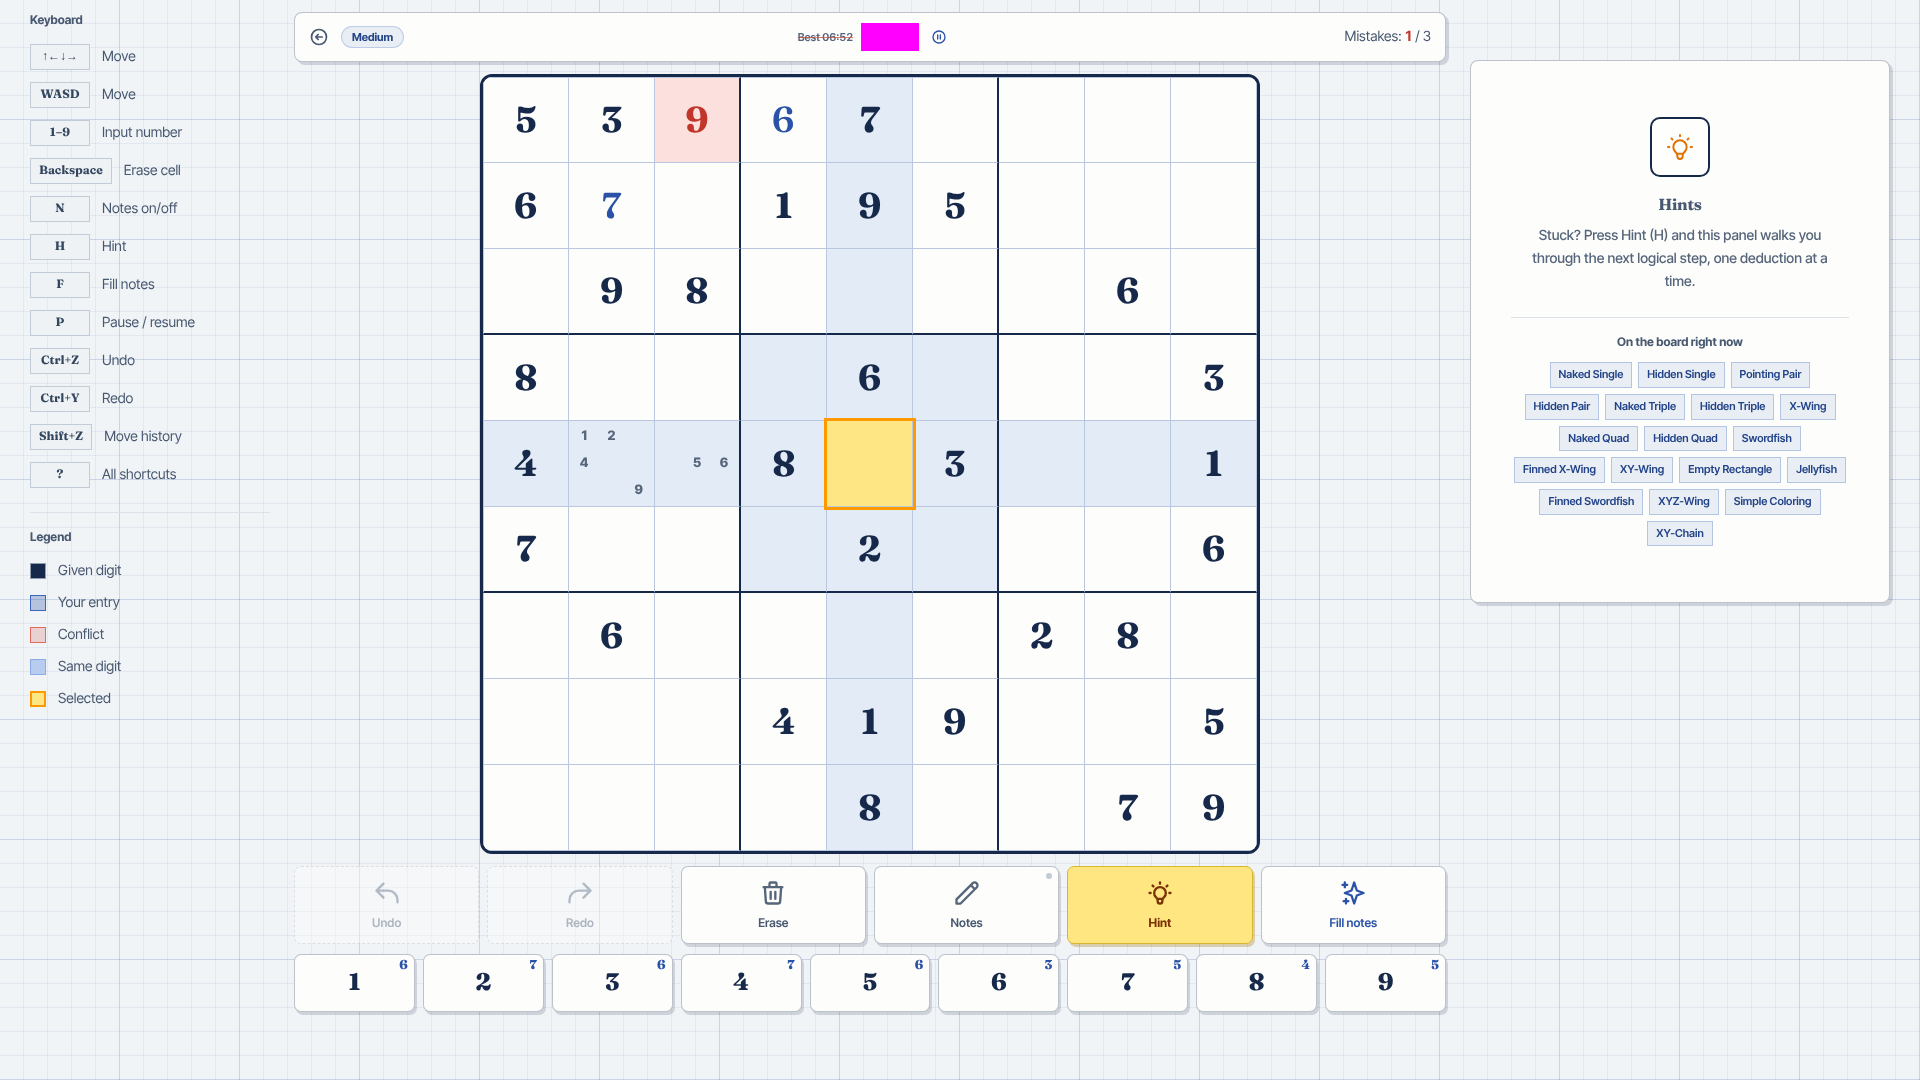 Keyboard
↑←↓→ Move
WASD Move
1–9 Input number
Backspace Erase cell
N Notes on/off
H Hint
F Fill notes
P Pause / resume
Ctrl+Z Undo
Ctrl+Y Redo
Shift+Z Move history
? All shortcuts
Legend
Given digit
Your entry
Conflict
Same digit
Selected
Medium
Best 06:52
Mistakes: 1 / 3
5 3 9 6 7
6 7 1 9 5
9 8 6
8 6 3
4 1 2 4 9 5 6 8 3 1
7 2 6
6 2 8
4 1 9 5
8 7 9
Undo
Redo
Erase
Notes
Hint
Fill notes
1 6
2 7
3 6
4 7
5 6
6 3
7 5
8 4
9 5
Hints
Stuck? Press Hint (H) and this panel walks you
through the next logical step, one deduction at a
time.
On the board right now
Naked Single Hidden Single Pointing Pair
Hidden Pair Naked Triple Hidden Triple X-Wing
Naked Quad Hidden Quad Swordfish
Finned X-Wing XY-Wing Empty Rectangle Jellyfish
Finned Swordfish XYZ-Wing Simple Coloring
XY-Chain